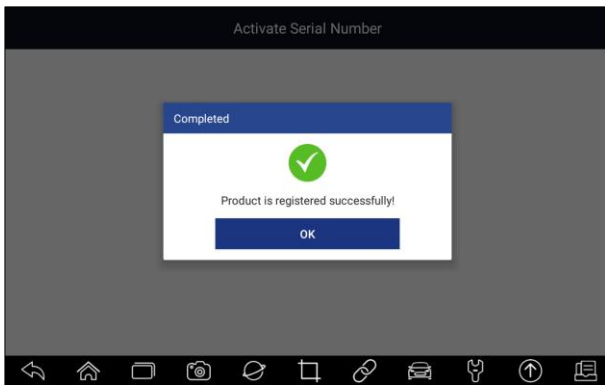 Activate Serial Number
Completed
Product is registered successfully!
OK